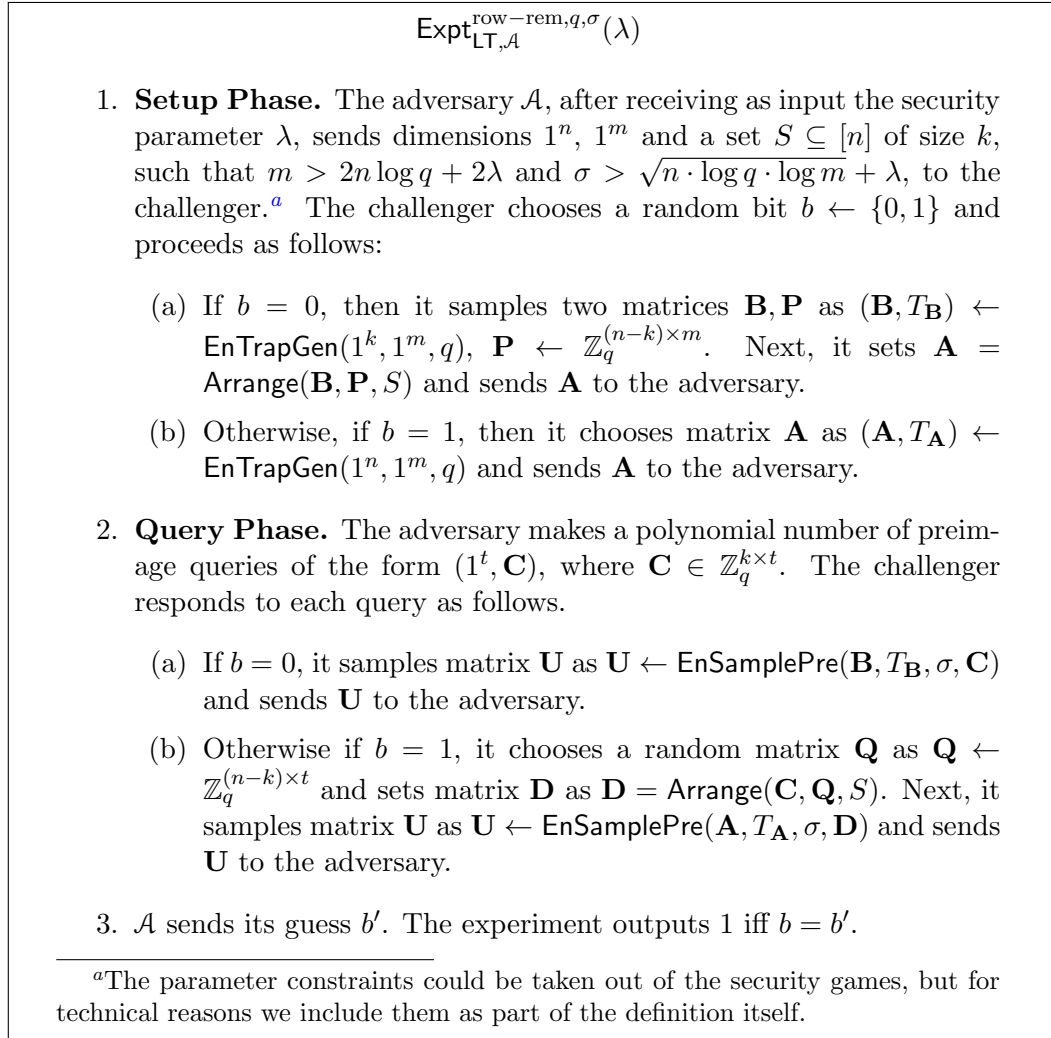 Expt^{row−rem,q,σ}_{LT,𝒜}(λ)
1. Setup Phase. The adversary 𝒜, after receiving as input the security
parameter λ, sends dimensions 1^n, 1^m and a set S ⊆ [n] of size k,
such that m > 2n log q + 2λ and σ > √(n · log q · log m) + λ, to the
challenger.^a The challenger chooses a random bit b ← {0, 1} and
proceeds as follows:
(a) If b = 0, then it samples two matrices B, P as (B, T_B) ←
EnTrapGen(1^k, 1^m, q), P ← ℤ_q^{(n−k)×m}. Next, it sets A =
Arrange(B, P, S) and sends A to the adversary.
(b) Otherwise, if b = 1, then it chooses matrix A as (A, T_A) ←
EnTrapGen(1^n, 1^m, q) and sends A to the adversary.
2. Query Phase. The adversary makes a polynomial number of preim-
age queries of the form (1^t, C), where C ∈ ℤ_q^{k×t}. The challenger
responds to each query as follows.
(a) If b = 0, it samples matrix U as U ← EnSamplePre(B, T_B, σ, C)
and sends U to the adversary.
(b) Otherwise if b = 1, it chooses a random matrix Q as Q ←
ℤ_q^{(n−k)×t} and sets matrix D as D = Arrange(C, Q, S). Next, it
samples matrix U as U ← EnSamplePre(A, T_A, σ, D) and sends
U to the adversary.
3. 𝒜 sends its guess b′. The experiment outputs 1 iff b = b′.
^aThe parameter constraints could be taken out of the security games, but for
technical reasons we include them as part of the definition itself.